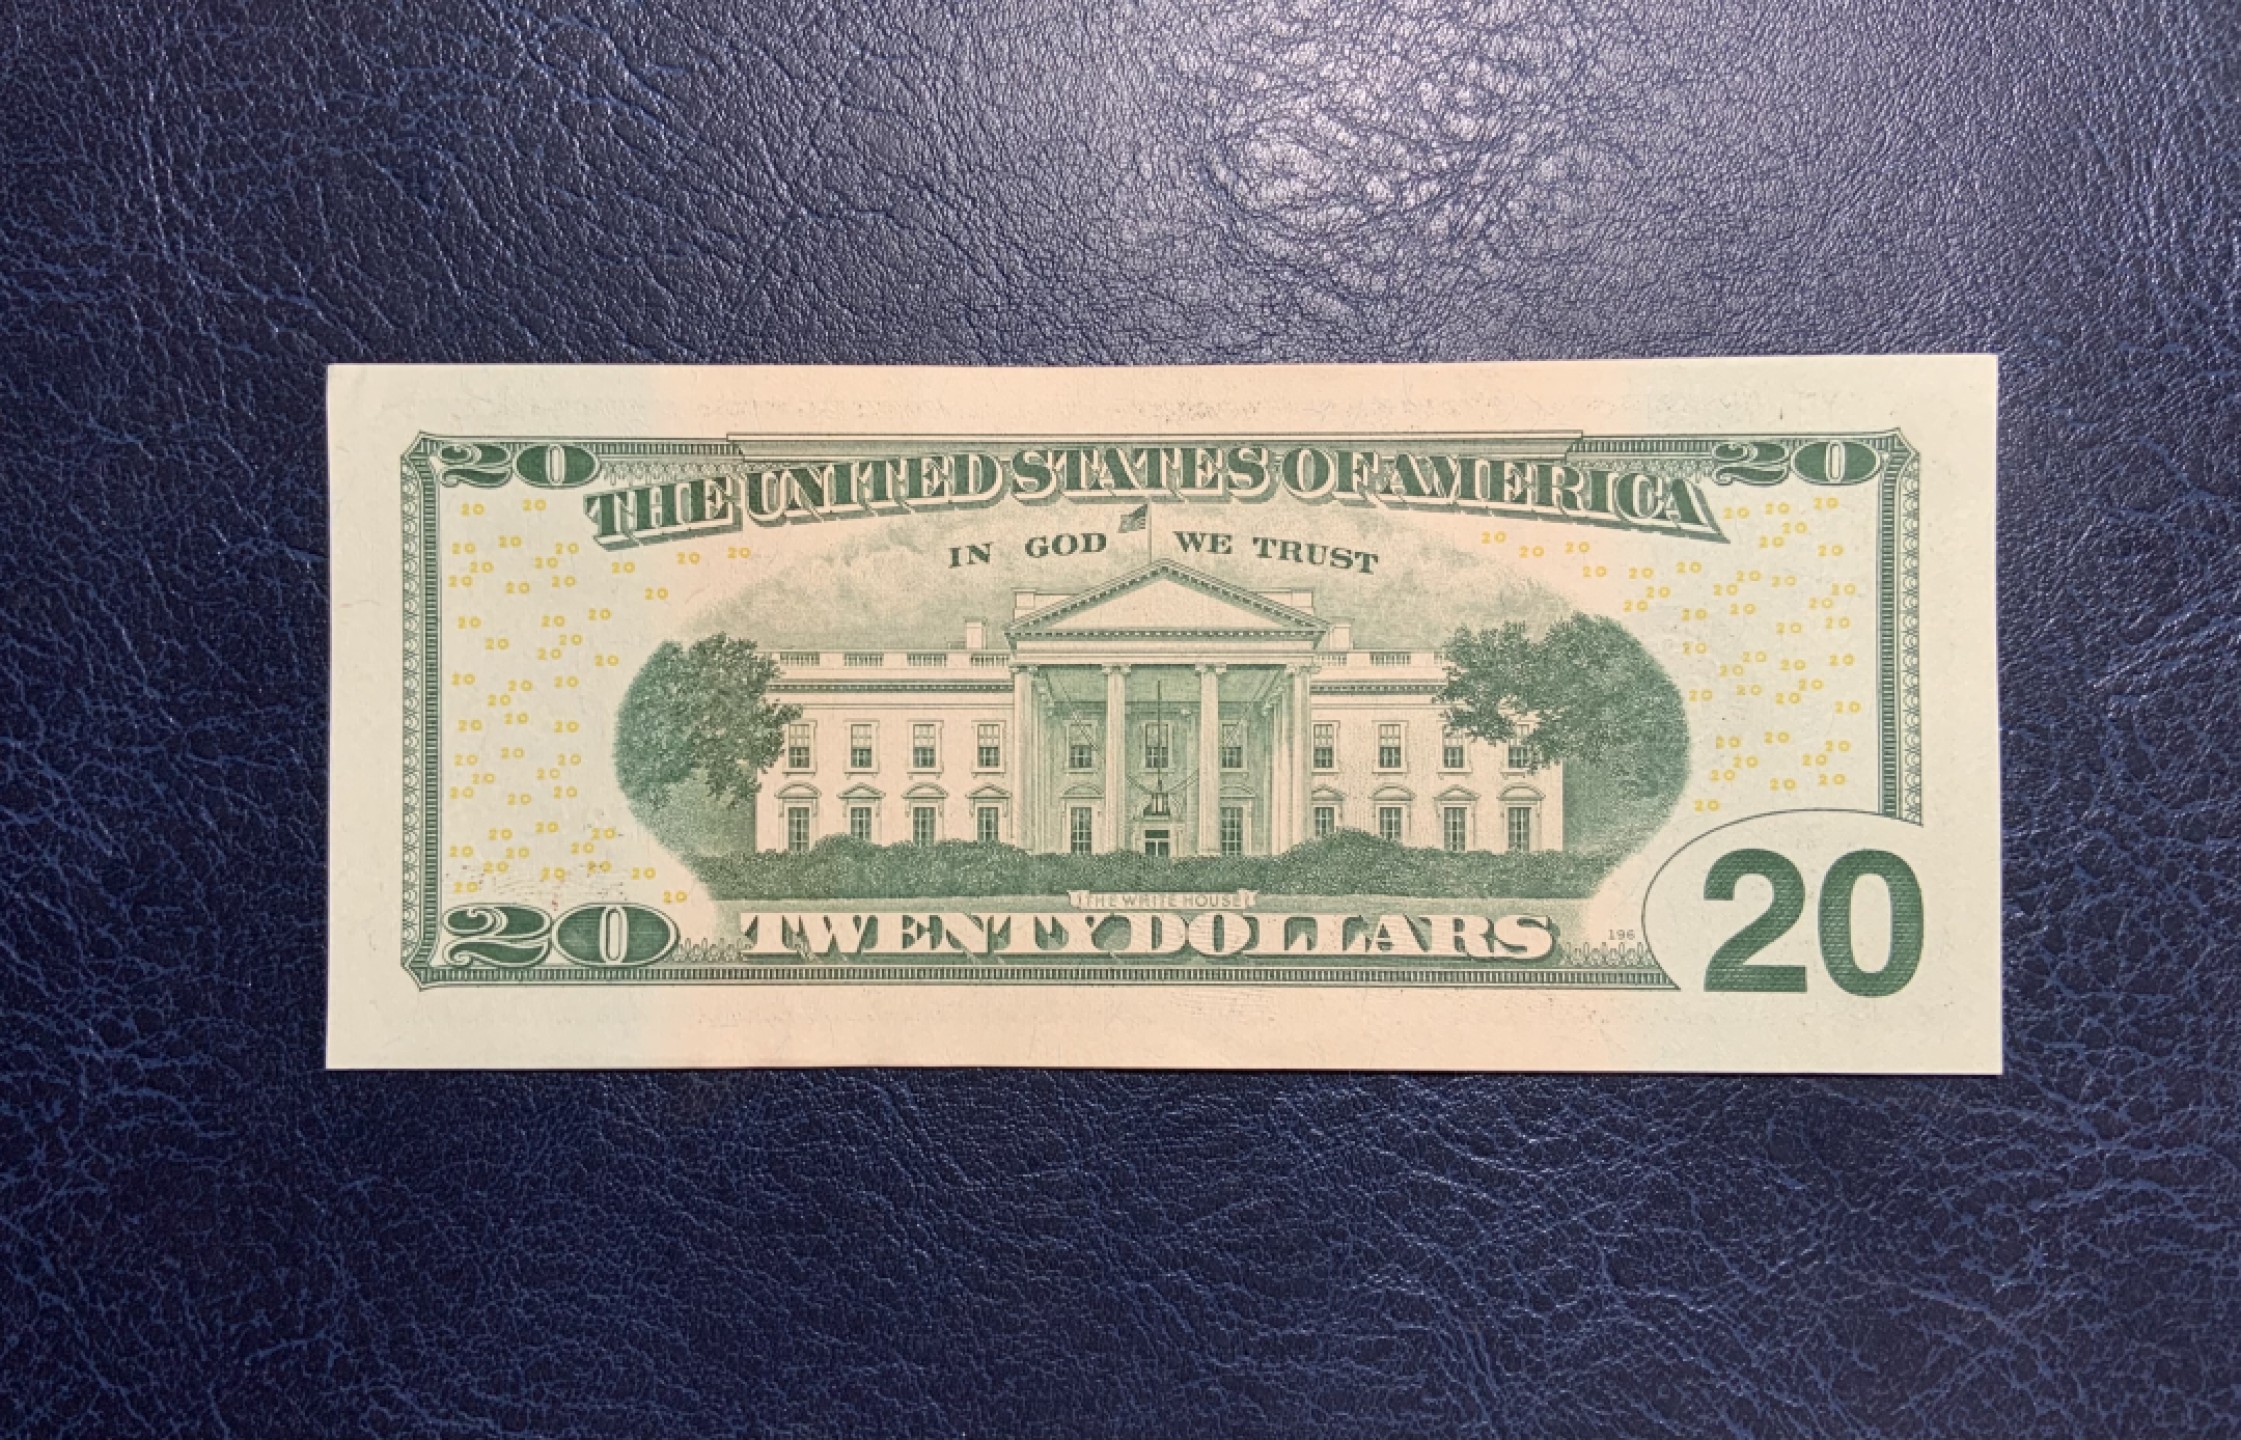 20 THE UNITED STATES OF AMERICA 20
IN GOD WE TRUST
THE WHITE HOUSE
20 TWENTY DOLLARS 196 20